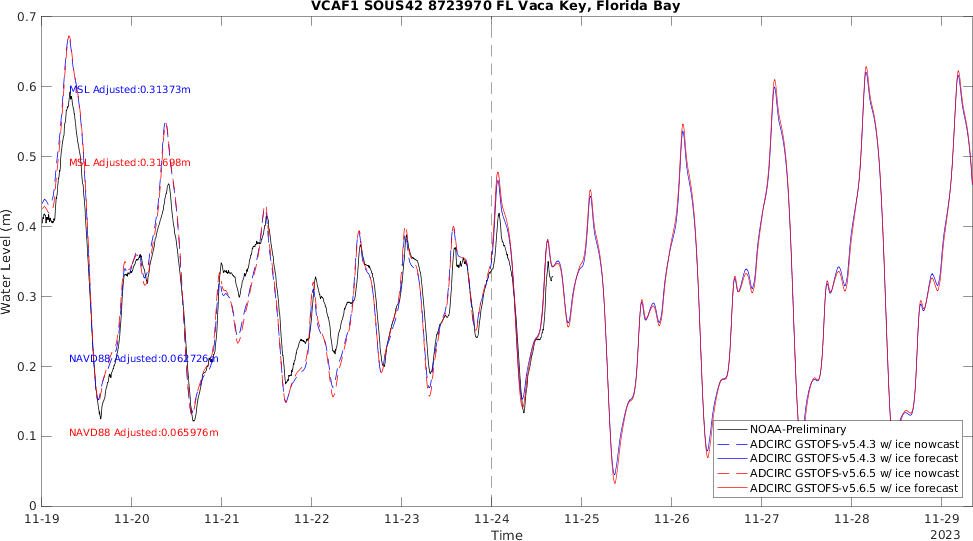 VCAF1 SOUS42 8723970 FL Vaca Key, Florida Bay
0.7
0.6
0.5
0.4
0.3
0.2
0.1
0
Water Level (m)
MSL Adjusted:0.31373m
MSL Adjusted:0.31698m
NAVD88 Adjusted:0.062726m
NAVD88 Adjusted:0.065976m
NOAA-Preliminary
ADCIRC GSTOFS-v5.4.3 w/ ice nowcast
ADCIRC GSTOFS-v5.4.3 w/ ice forecast
ADCIRC GSTOFS-v5.6.5 w/ ice nowcast
ADCIRC GSTOFS-v5.6.5 w/ ice forecast
11-19 11-20 11-21 11-22 11-23 11-24 11-25 11-26 11-27 11-28 11-29
2023
Time